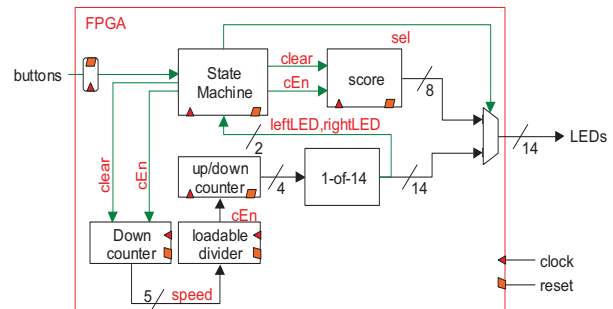 FPGA
buttons
State
Machine
clear
cEn
score
sel
8
leftLED,rightLED
2
LEDs
14
up/down
counter
4
1-of-14
14
clear
cEn
cEn
Down
counter
loadable
divider
5
speed
clock
reset